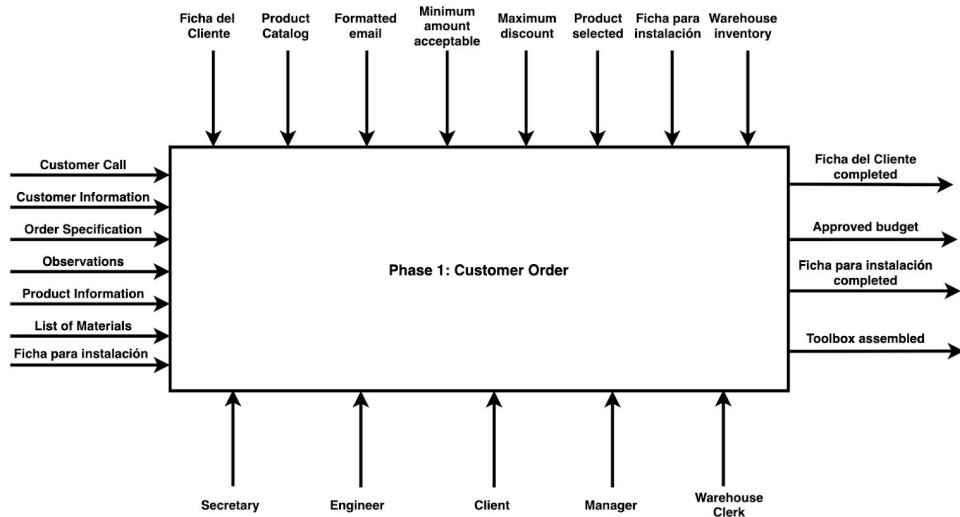 Ficha del
Cliente
Product
Catalog
Formatted
email
Minimum
amount
acceptable
Maximum
discount
Product
selected
Ficha para
instalación
Warehouse
inventory
Customer Call
Customer Information
Order Specification
Observations
Product Information
List of Materials
Ficha para instalación
Phase 1: Customer Order
Ficha del Cliente
completed
Approved budget
Ficha para instalación
completed
Toolbox assembled
Secretary
Engineer
Client
Manager
Warehouse
Clerk